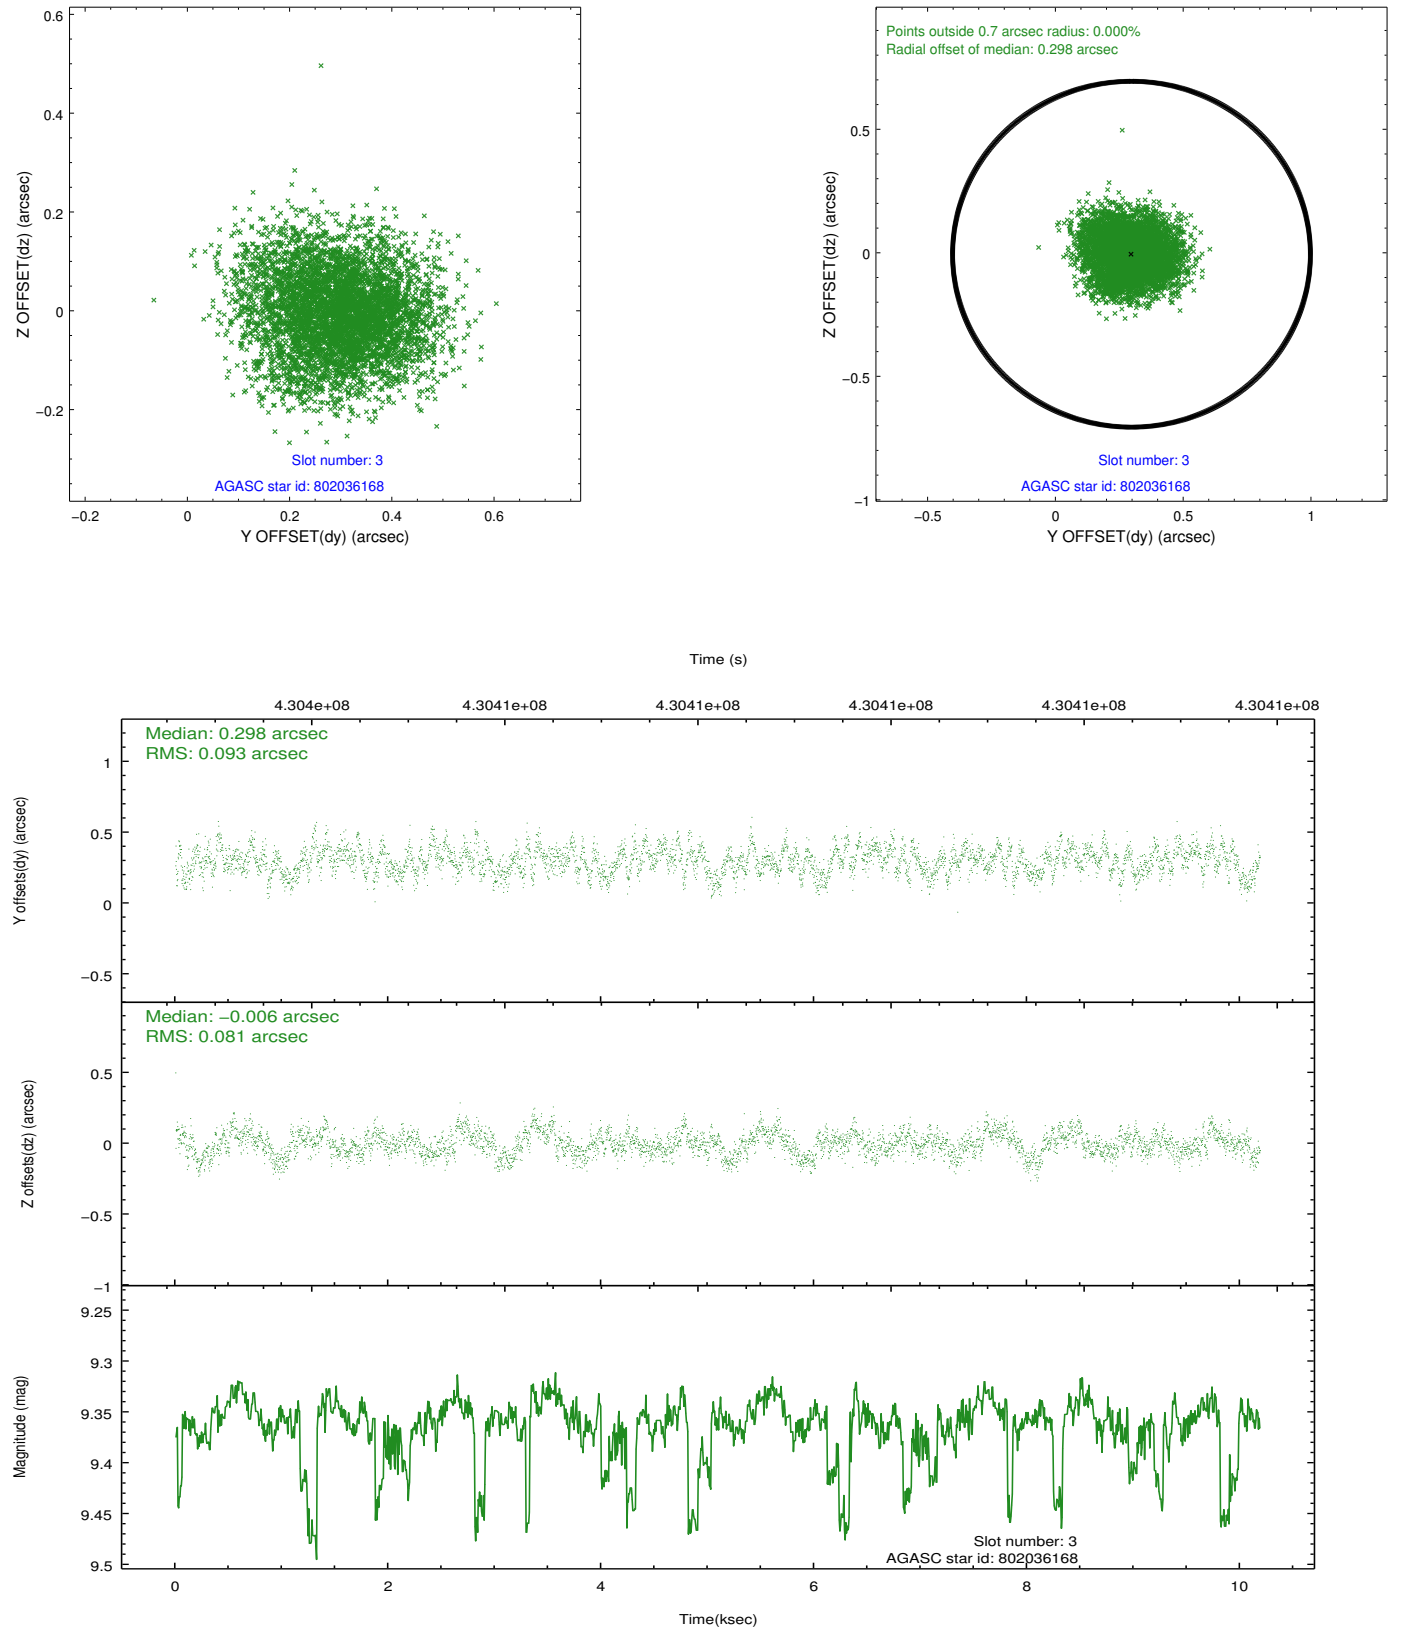 0.6
0.4
0.2
0
−0.2
Z OFFSET(dz) (arcsec)
Slot number: 3
AGASC star id: 802036168
−0.2 0 0.2 0.4 0.6
Y OFFSET(dy) (arcsec)
Points outside 0.7 arcsec radius: 0.000%
Radial offset of median: 0.298 arcsec
0.5
0
−0.5
−1
Z OFFSET(dz) (arcsec)
Slot number: 3
AGASC star id: 802036168
−0.5 0 0.5 1
Y OFFSET(dy) (arcsec)
Time (s)
4.304e+08 4.3041e+08 4.3041e+08 4.3041e+08 4.3041e+08 4.3041e+08
Median: 0.298 arcsec
RMS: 0.093 arcsec
1
0.5
0
−0.5
Y offsets(dy) (arcsec)
Median: −0.006 arcsec
RMS: 0.081 arcsec
0.5
0
−0.5
−1
Z offsets(dz) (arcsec)
9.25
9.3
9.35
9.4
9.45
9.5
Magnitude (mag)
Slot number: 3
AGASC star id: 802036168
0 2 4 6 8 10
Time(ksec)